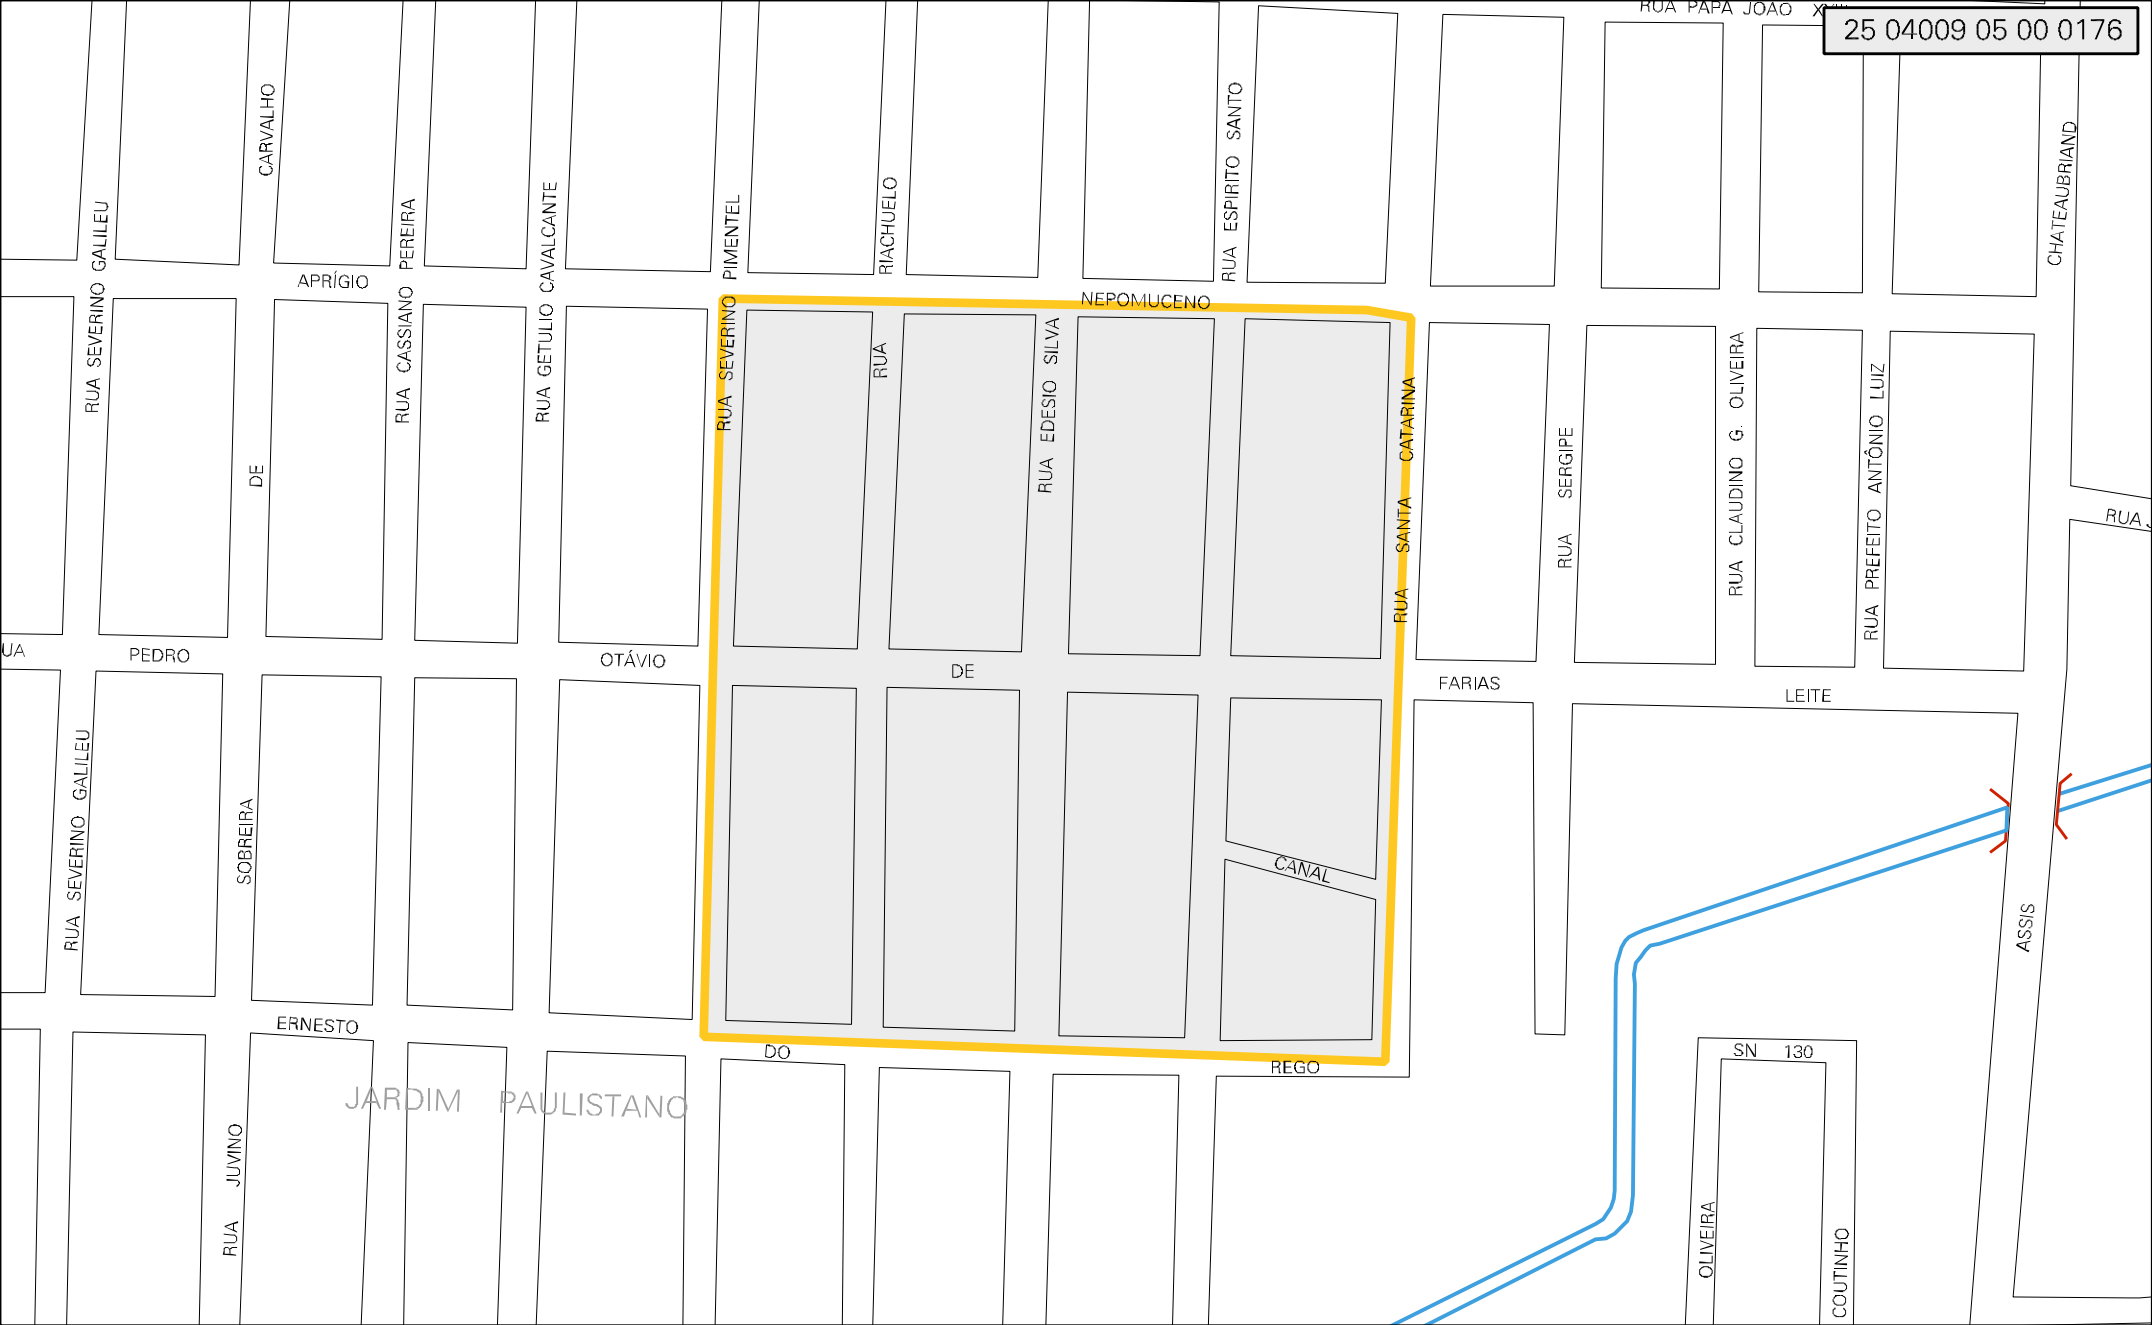 RUA PAPA JOAO
25 04009 05 00 0176
CARVALHO
RUA ESPIRITO SANTO
CHATEAUBRIAND
RUA SEVERINO GALILEU
RUA CASSIANO PEREIRA
RUA GETULIO CAVALCANTE
RUA SEVERINO PIMENTEL
RIACHUELO
APRÍGIO
NEPOMUCENO
RUA
RUA EDESIO SILVA
RUA SANTA CATARINA
RUA SERGIPE
RUA CLAUDINO G. OLIVEIRA
RUA PREFEITO ANTÔNIO LUIZ
DE
RUA J
UA
PEDRO
OTÁVIO
DE
FARIAS
LEITE
RUA SEVERINO GALILEU
SOBREIRA
CANAL
ASSIS
ERNESTO
DO
REGO
SN 130
JARDIM PAULISTANO
RUA JUVINO
OLIVEIRA
COUTINHO